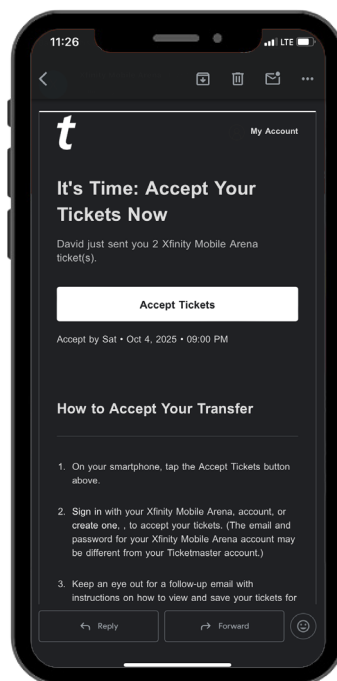 11:26
LTE
t
My Account
It's Time: Accept Your
Tickets Now
David just sent you 2 Xfinity Mobile Arena
ticket(s).
Accept Tickets
Accept by Sat • Oct 4, 2025 • 09:00 PM
How to Accept Your Transfer
1. On your smartphone, tap the Accept Tickets button
above.
2. Sign in with your Xfinity Mobile Arena, account, or
create one, , to accept your tickets. (The email and
password for your Xfinity Mobile Arena account may
be different from your Ticketmaster account.)
3. Keep an eye out for a follow-up email with
instructions on how to view and save your tickets for
Reply
Forward